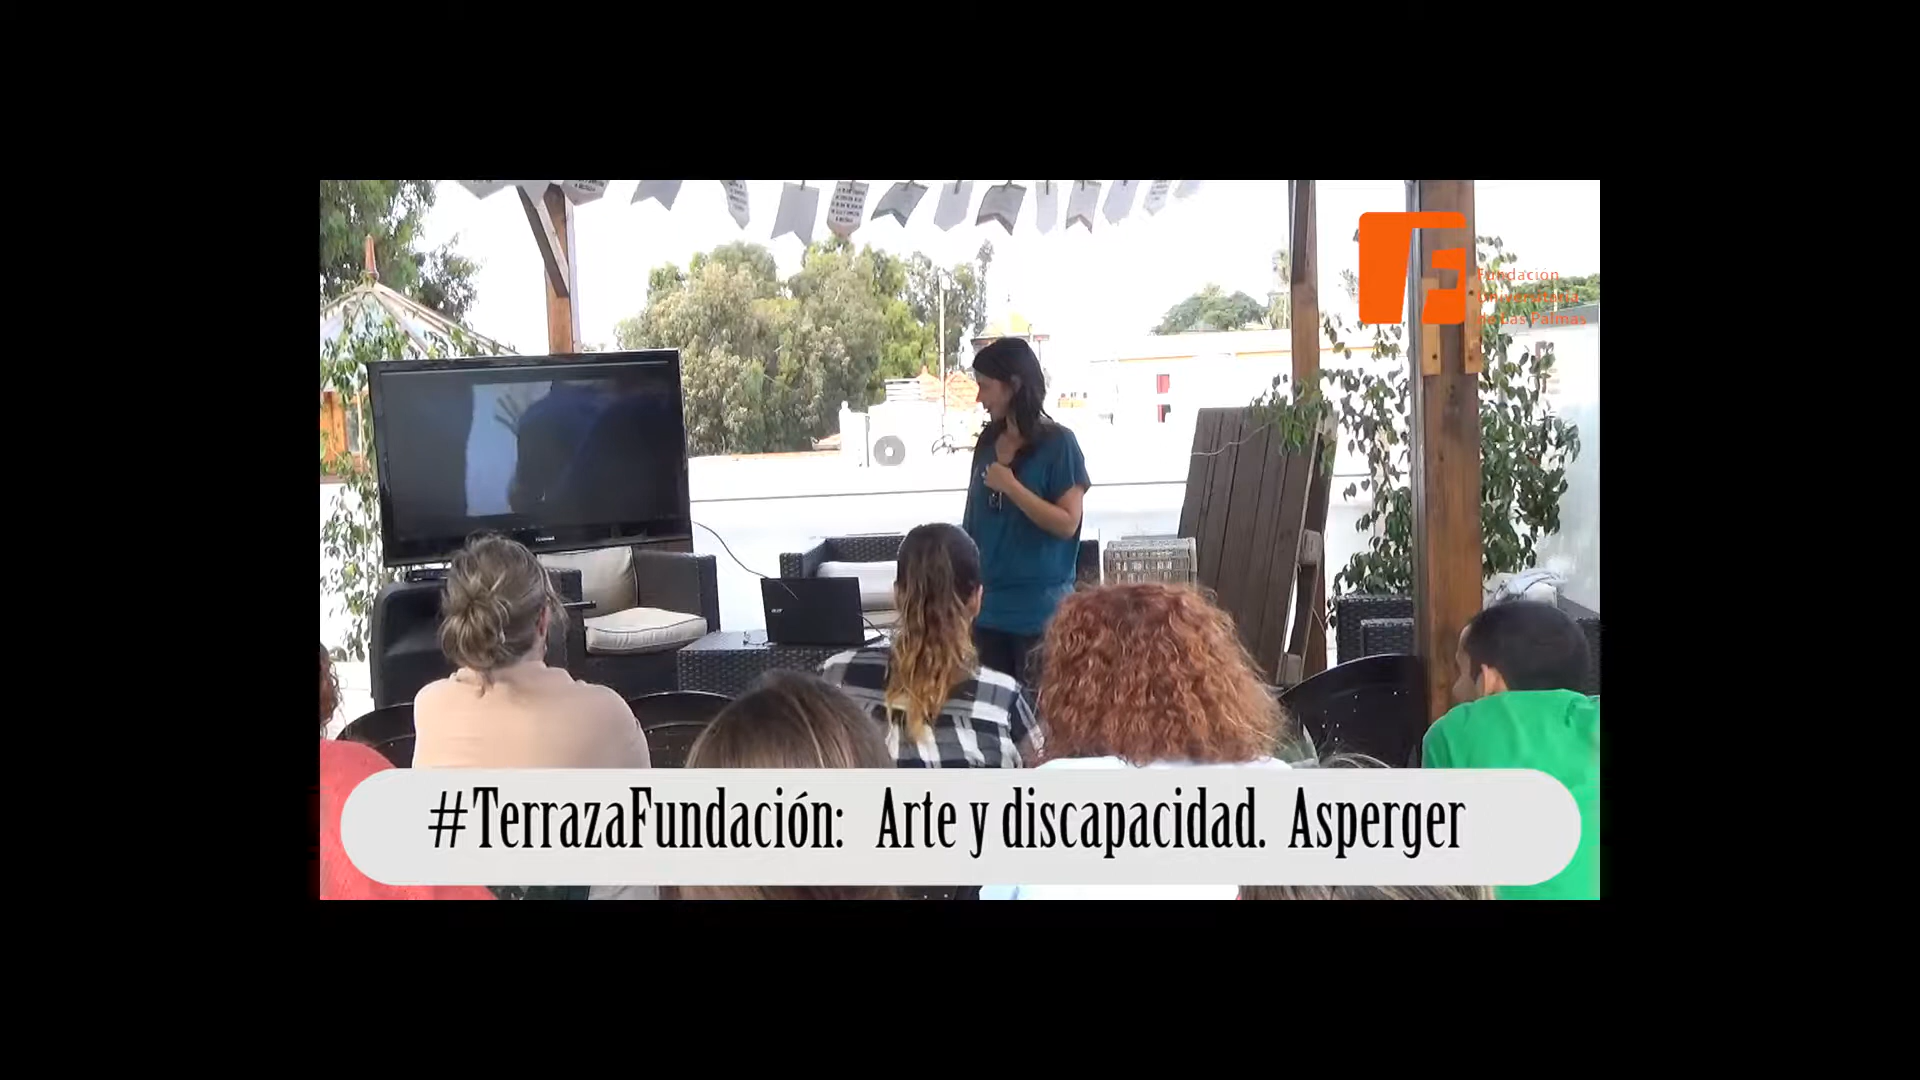 Fundación
Universitaria
de Las Palmas
#TerrazaFundación: Arte y discapacidad. Asperger